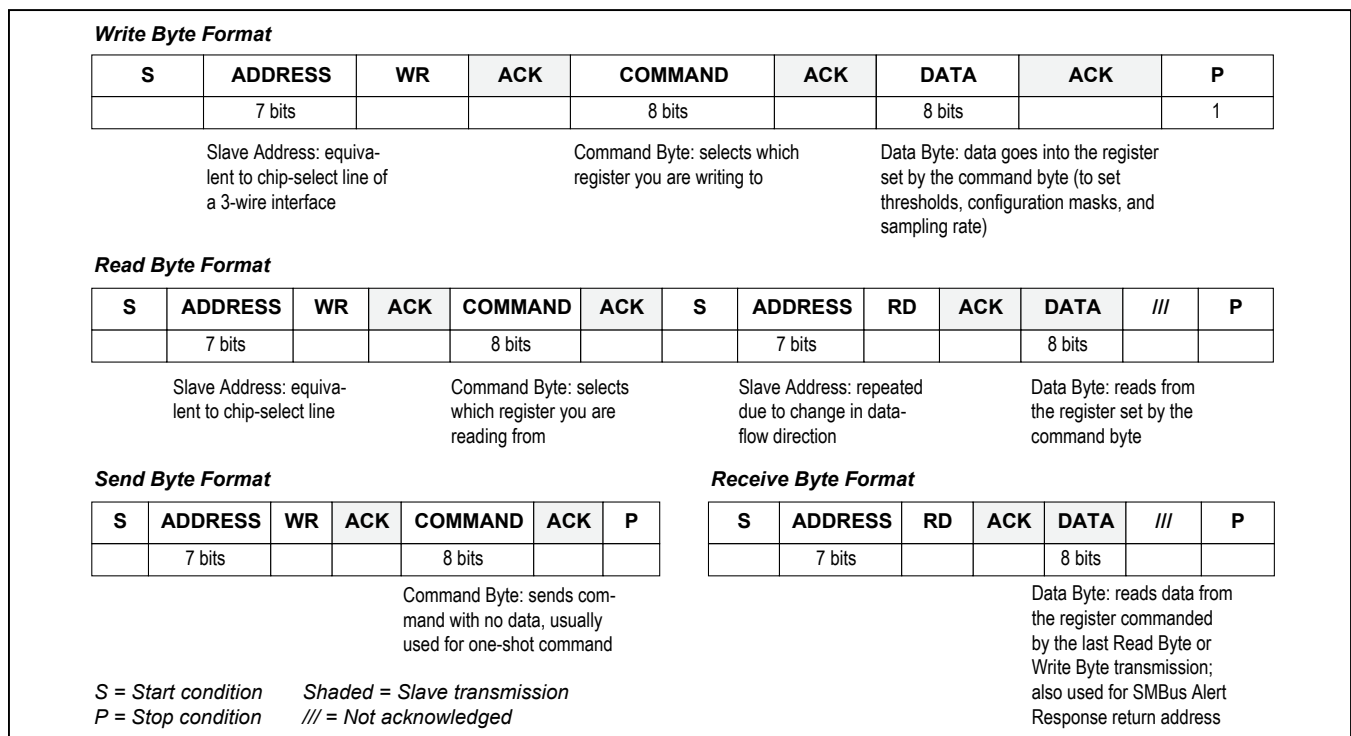 Write Byte Format
S ADDRESS WR ACK COMMAND ACK DATA ACK P
7 bits 8 bits 8 bits 1
Slave Address: equiva-
lent to chip-select line of
a 3-wire interface
Command Byte: selects which
register you are writing to
Data Byte: data goes into the register
set by the command byte (to set
thresholds, configuration masks, and
sampling rate)
Read Byte Format
S ADDRESS WR ACK COMMAND ACK S ADDRESS RD ACK DATA /// P
7 bits 8 bits 7 bits 8 bits
Slave Address: equiva-
lent to chip-select line
Command Byte: selects
which register you are
reading from
Slave Address: repeated
due to change in data-
flow direction
Data Byte: reads from
the register set by the
command byte
Send Byte Format
S ADDRESS WR ACK COMMAND ACK P
7 bits 8 bits
Command Byte: sends com-
mand with no data, usually
used for one-shot command
Receive Byte Format
S ADDRESS RD ACK DATA /// P
7 bits 8 bits
Data Byte: reads data from
the register commanded
by the last Read Byte or
Write Byte transmission;
also used for SMBus Alert
Response return address
S = Start condition Shaded = Slave transmission
P = Stop condition /// = Not acknowledged